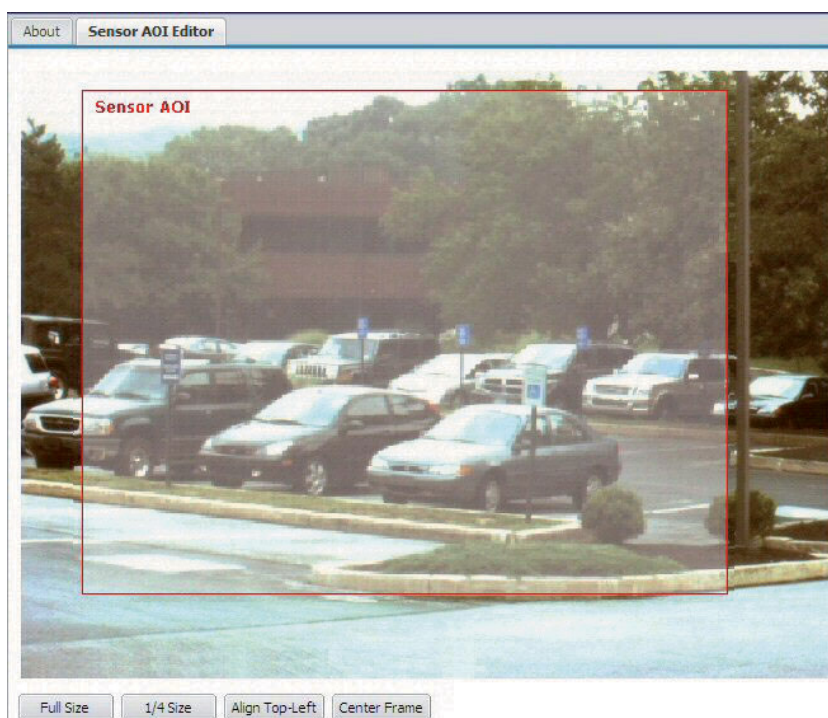 About
Sensor AOI Editor
Sensor AOI
Full Size
1/4 Size
Align Top-Left
Center Frame